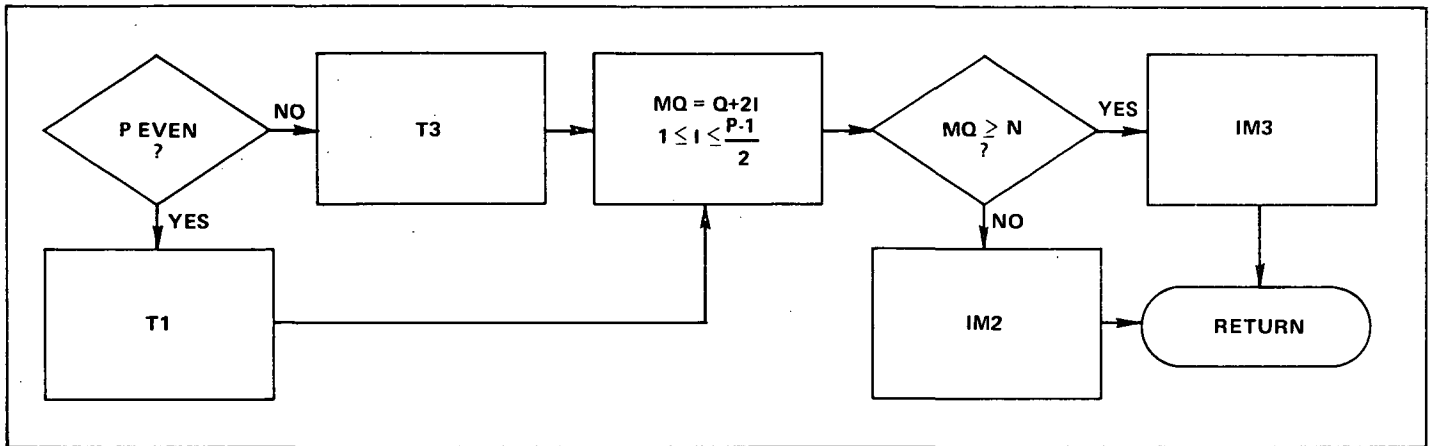 P EVEN
?
NO
YES
T3
T1
MQ = Q+2I
1 ≤ I ≤ P-1
2
MQ ≥ N
?
YES
NO
IM3
IM2
RETURN